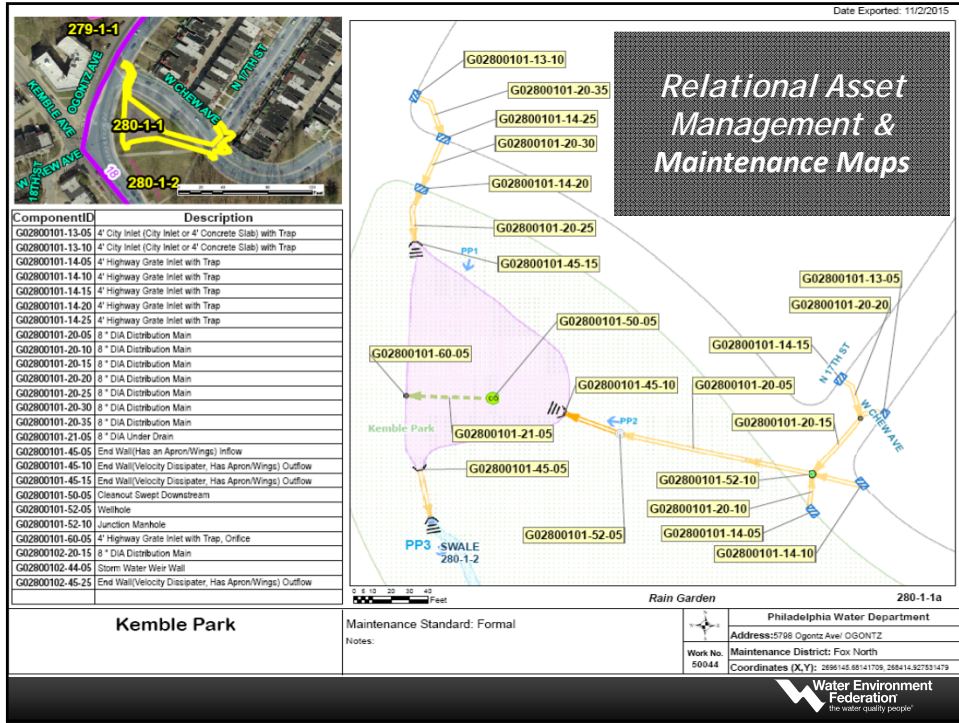 Date Exported: 11/2/2015
279-1-1
OGONTZ AVE
KEMBLE AVE
W CHEW AVE
N 17TH ST
280-1-1
18TH ST
18
280-1-2
Relational Asset
Management &
Maintenance Maps
ComponentID Description
G02800101-13-05 4' City Inlet (City Inlet or 4' Concrete Slab) with Trap
G02800101-13-10 4' City Inlet (City Inlet or 4' Concrete Slab) with Trap
G02800101-14-05 4' Highway Grate Inlet with Trap
G02800101-14-10 4' Highway Grate Inlet with Trap
G02800101-14-15 4' Highway Grate Inlet with Trap
G02800101-14-20 4' Highway Grate Inlet with Trap
G02800101-14-25 4' Highway Grate Inlet with Trap
G02800101-20-05 8 " DIA Distribution Main
G02800101-20-10 8 " DIA Distribution Main
G02800101-20-15 8 " DIA Distribution Main
G02800101-20-20 8 " DIA Distribution Main
G02800101-20-25 8 " DIA Distribution Main
G02800101-20-30 8 " DIA Distribution Main
G02800101-20-35 8 " DIA Distribution Main
G02800101-21-05 8 " DIA Under Drain
G02800101-45-05 End Wall(Has an Apron/Wings) Inflow
G02800101-45-10 End Wall(Velocity Dissipater, Has Apron/Wings) Outflow
G02800101-45-15 End Wall(Velocity Dissipater, Has Apron/Wings) Outflow
G02800101-50-05 Cleanout Swept Downstream
G02800101-52-05 Wellhole
G02800101-52-10 Junction Manhole
G02800101-60-05 4' Highway Grate Inlet with Trap, Orifice
G02800102-20-15 8 " DIA Distribution Main
G02800102-44-05 Storm Water Weir Wall
G02800102-45-25 End Wall(Velocity Dissipater, Has Apron/Wings) Outflow
G02800101-13-10
G02800101-20-35
G02800101-14-25
G02800101-20-30
G02800101-14-20
G02800101-20-25
PP1
G02800101-45-15
G02800101-13-05
G02800101-20-20
G02800101-50-05
G02800101-14-15
N 17TH ST
G02800101-60-05
G02800101-45-10
G02800101-20-05
CO
W CHEW AVE
Kemble Park
PP2
G02800101-20-15
G02800101-21-05
G02800101-45-05
G02800101-52-10
G02800101-20-10
G02800101-52-05
G02800101-14-05
G02800101-14-10
PP3
SWALE
280-1-2
0 5 10 20 30 40
Feet
Rain Garden
280-1-1a
Kemble Park
Maintenance Standard: Formal
Notes:
Work No.
50044
Philadelphia Water Department
Address:5798 Ogontz Ave/ OGONTZ
Maintenance District: Fox North
Coordinates (X,Y): 2696145.68141709, 268414.927531479
Water Environment
Federation
the water quality people